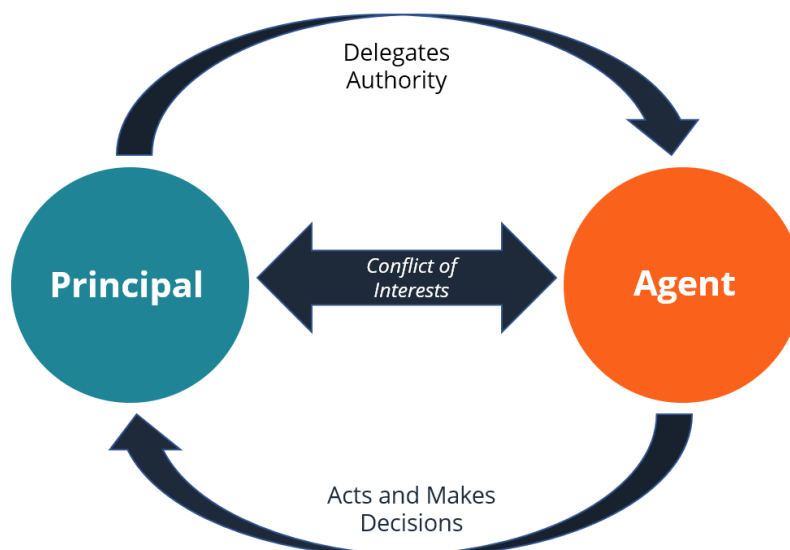 Delegates
Authority
Principal
Conflict of
Interests
Agent
Acts and Makes
Decisions